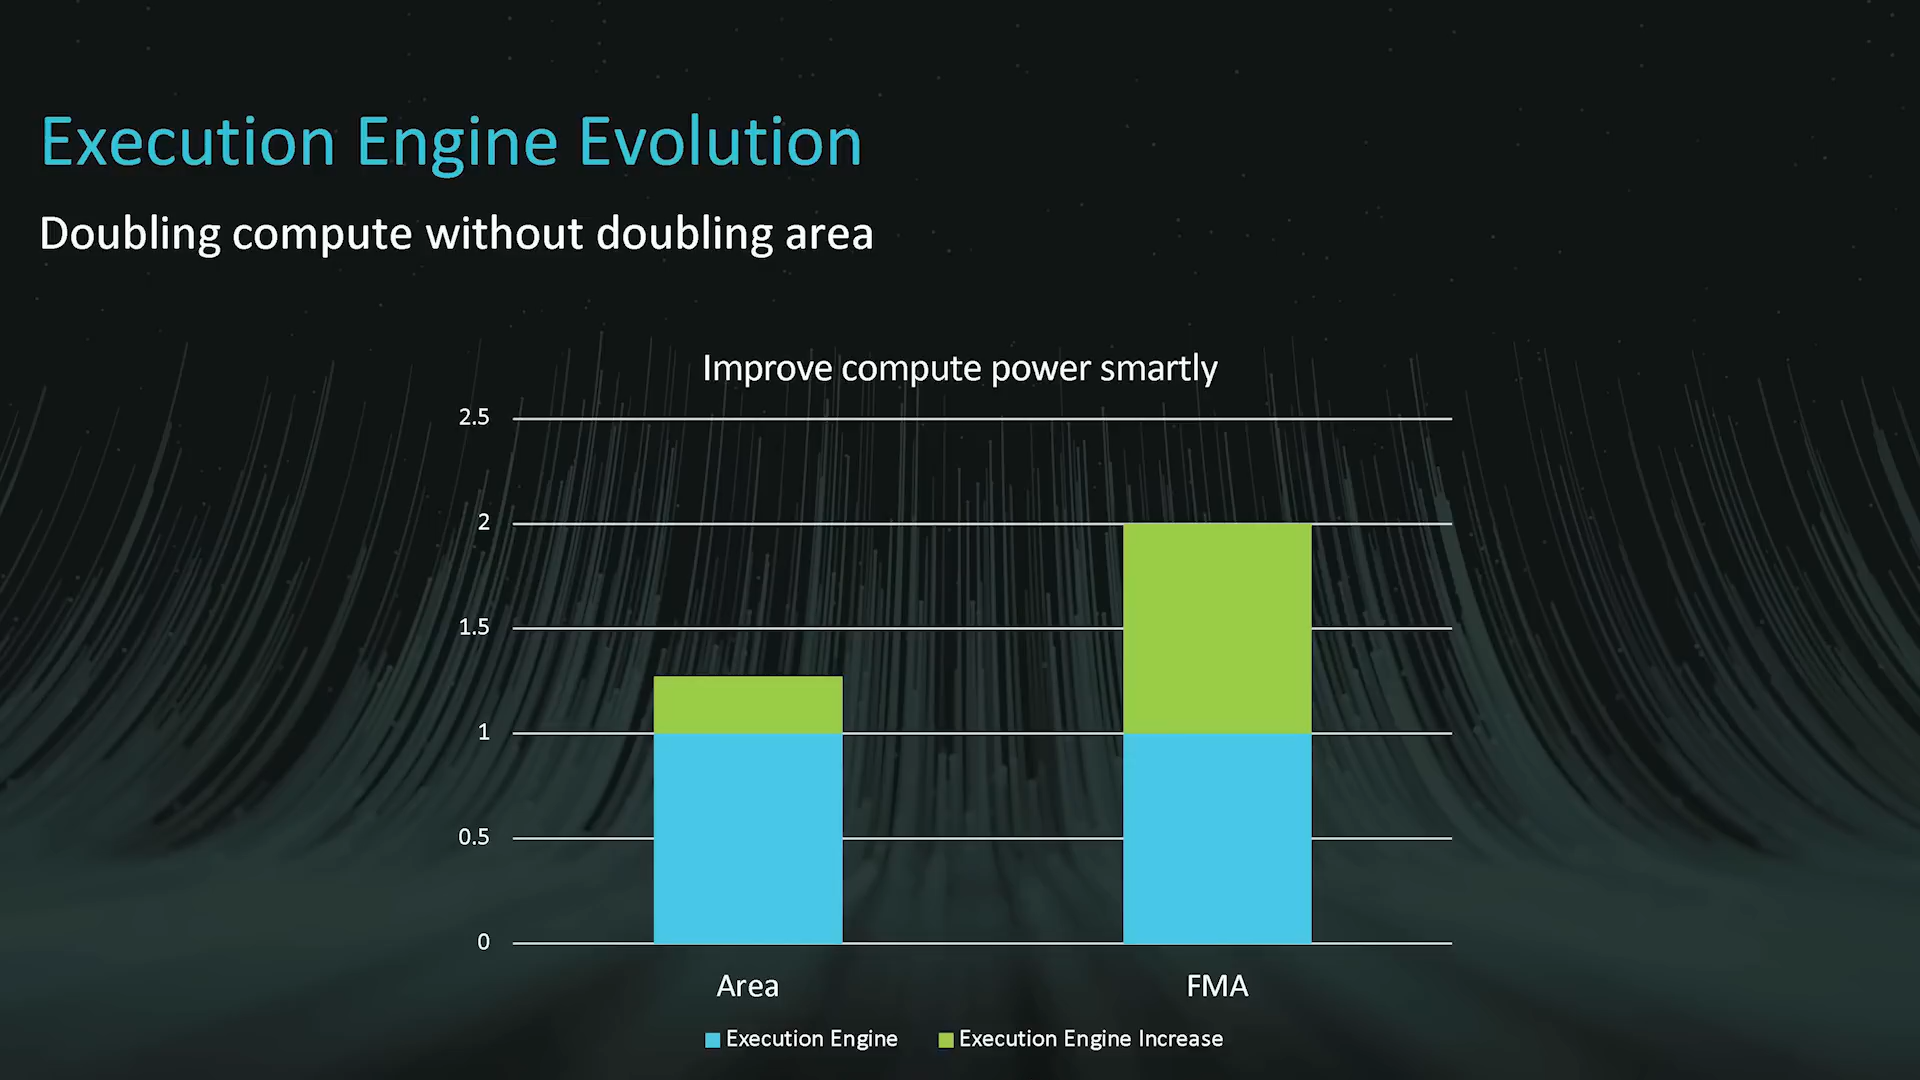 Execution Engine Evolution
Doubling compute without doubling area
Improve compute power smartly
2.5
2
1.5
1
0.5
0
Area FMA
Execution Engine Execution Engine Increase